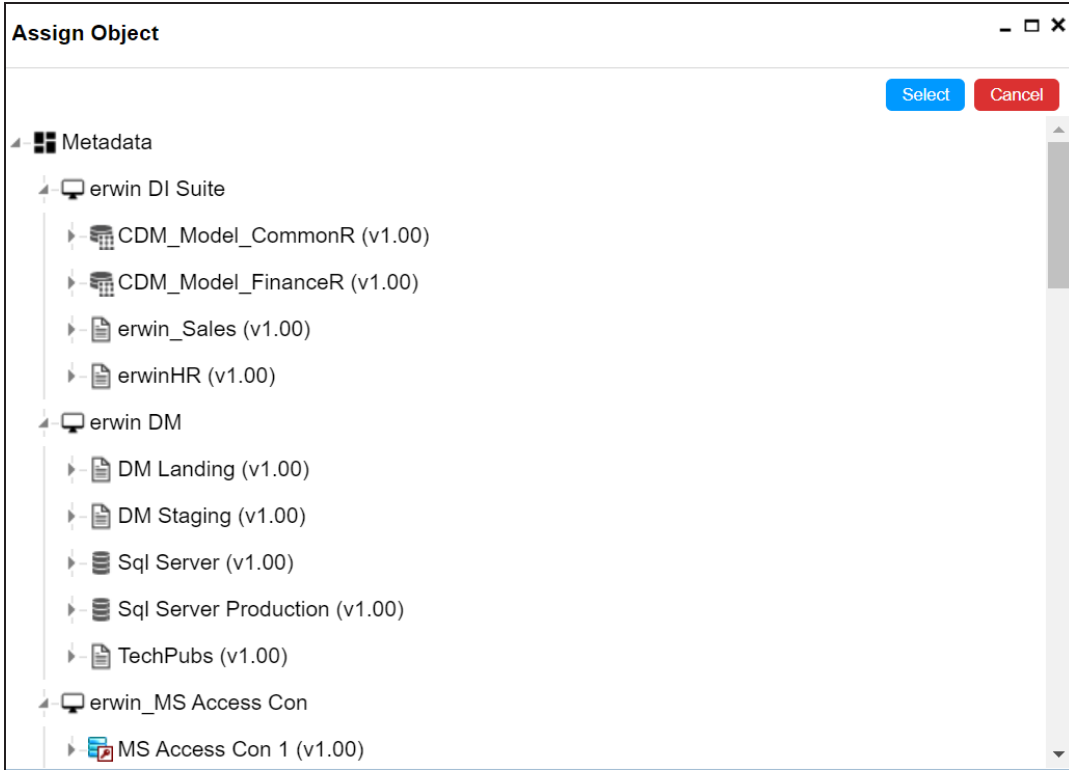 Assign Object
Select Cancel
Metadata
erwin DI Suite
CDM_Model_CommonR (v1.00)
CDM_Model_FinanceR (v1.00)
erwin_Sales (v1.00)
erwinHR (v1.00)
erwin DM
DM Landing (v1.00)
DM Staging (v1.00)
Sql Server (v1.00)
Sql Server Production (v1.00)
TechPubs (v1.00)
erwin_MS Access Con
MS Access Con 1 (v1.00)